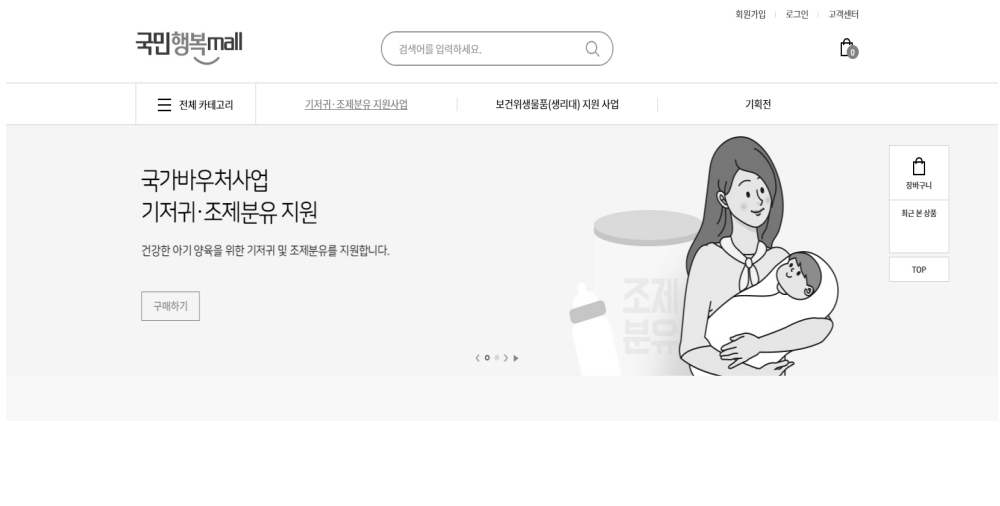 회원가입 로그인 고객센터
국민행복mall
검색어를 입력하세요.
0
전체 카테고리 기저귀·조제분유 지원사업 보건위생물품(생리대) 지원 사업 기획전
국가바우처사업
기저귀·조제분유 지원
건강한 아기 양육을 위한 기저귀 및 조제분유를 지원합니다.
구매하기
조제
분유
장바구니
최근 본 상품
TOP